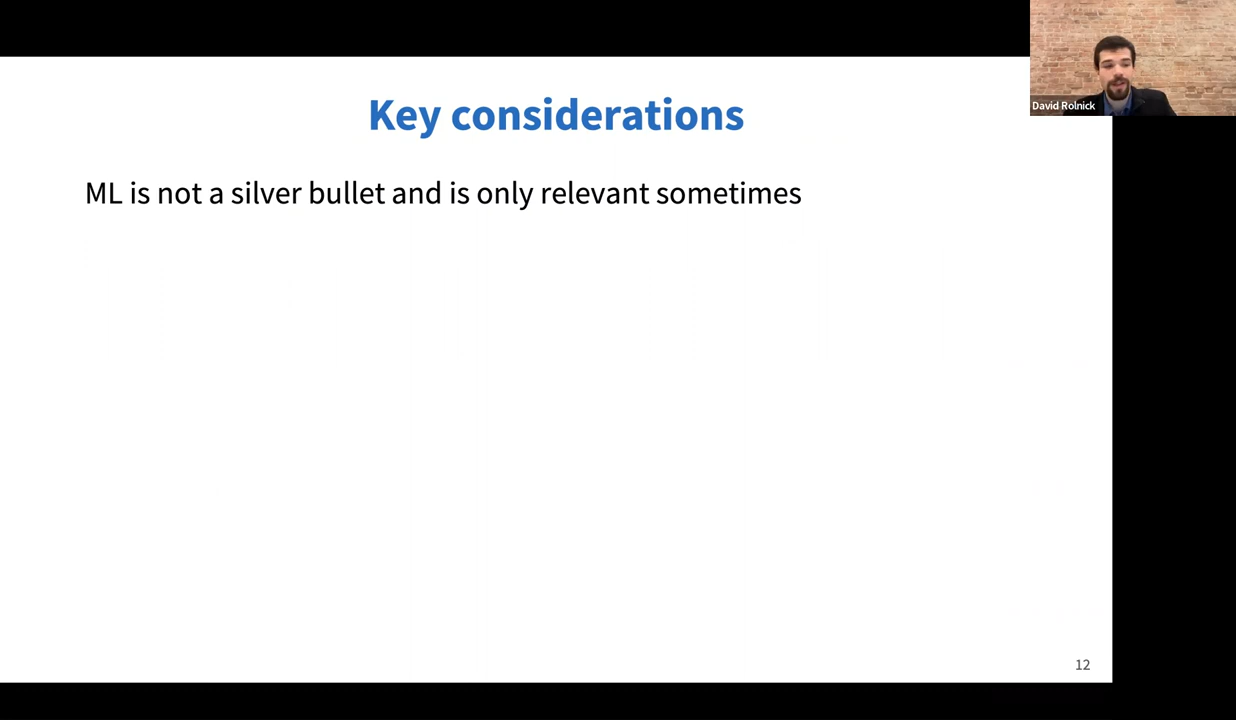 Key considerations
David Rolnick
ML is not a silver bullet and is only relevant sometimes
12